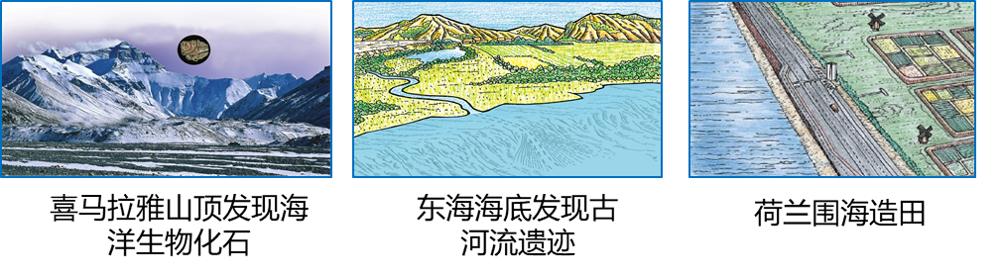 喜马拉雅山顶发现海
洋生物化石
东海海底发现古
河流遗迹
荷兰围海造田